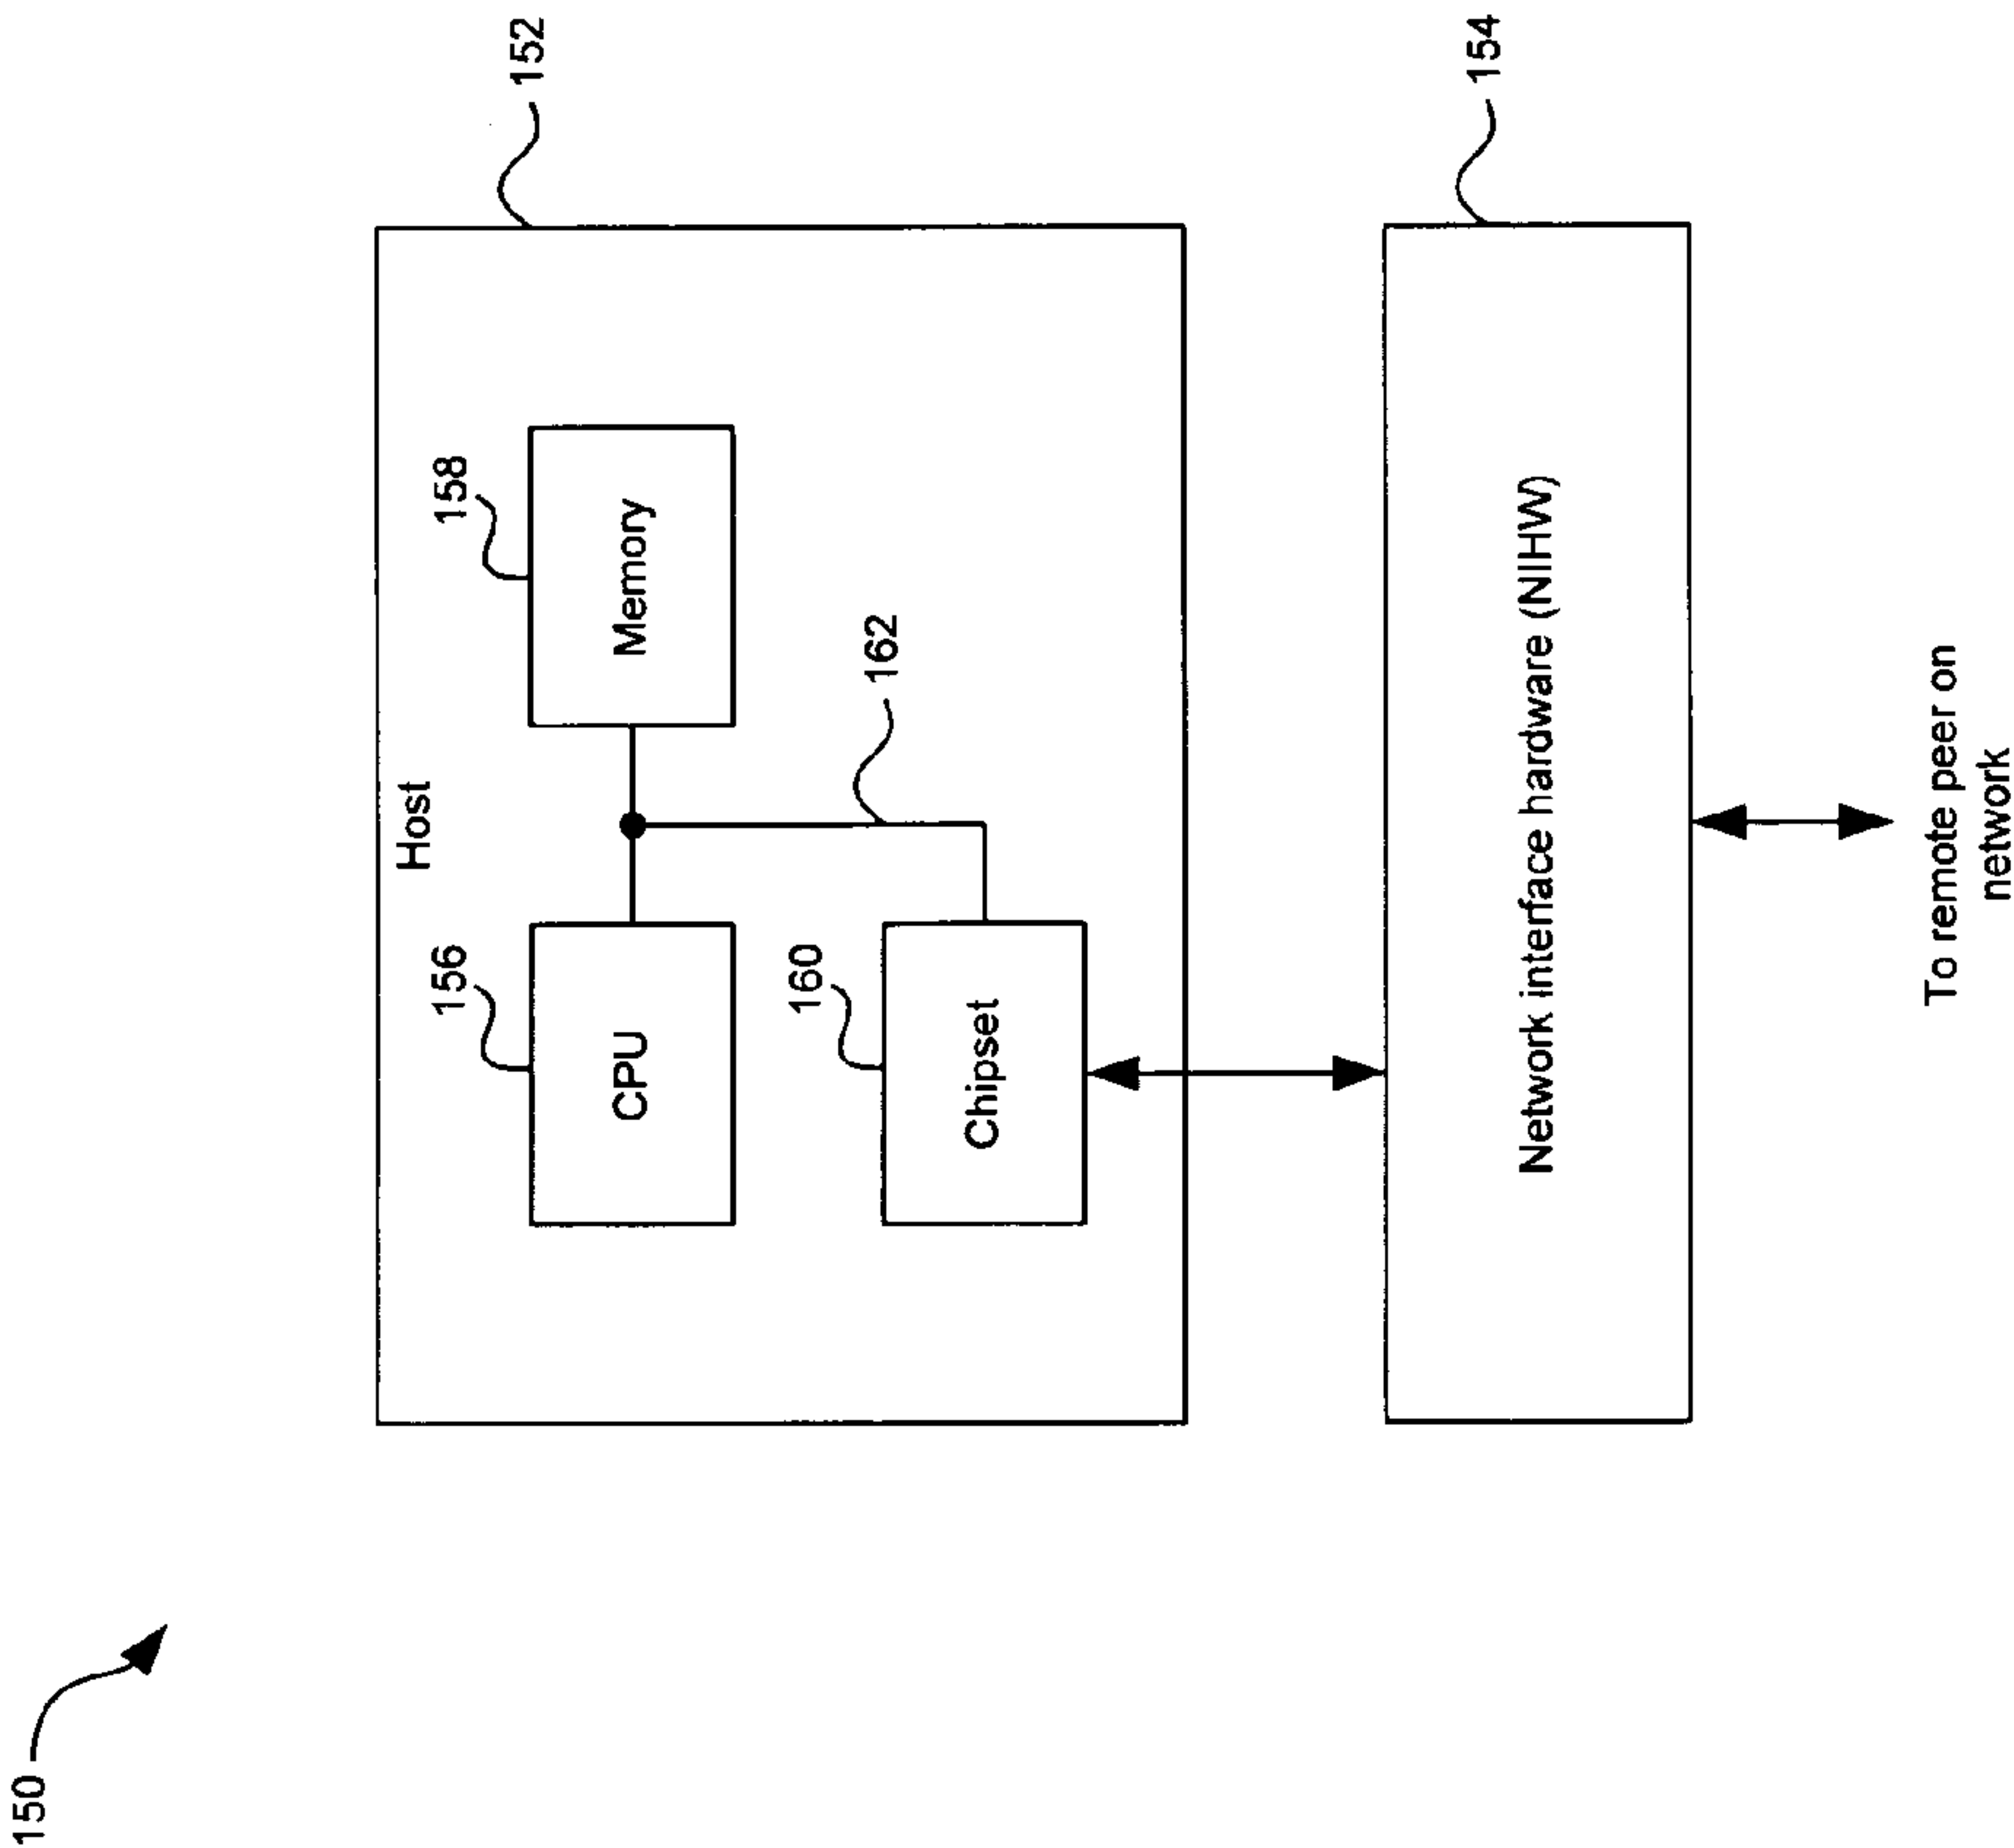 150
152
Host
156
158
CPU
Memory
160
162
Chipset
154
Network interface hardware (NIHW)
To remote peer on
network